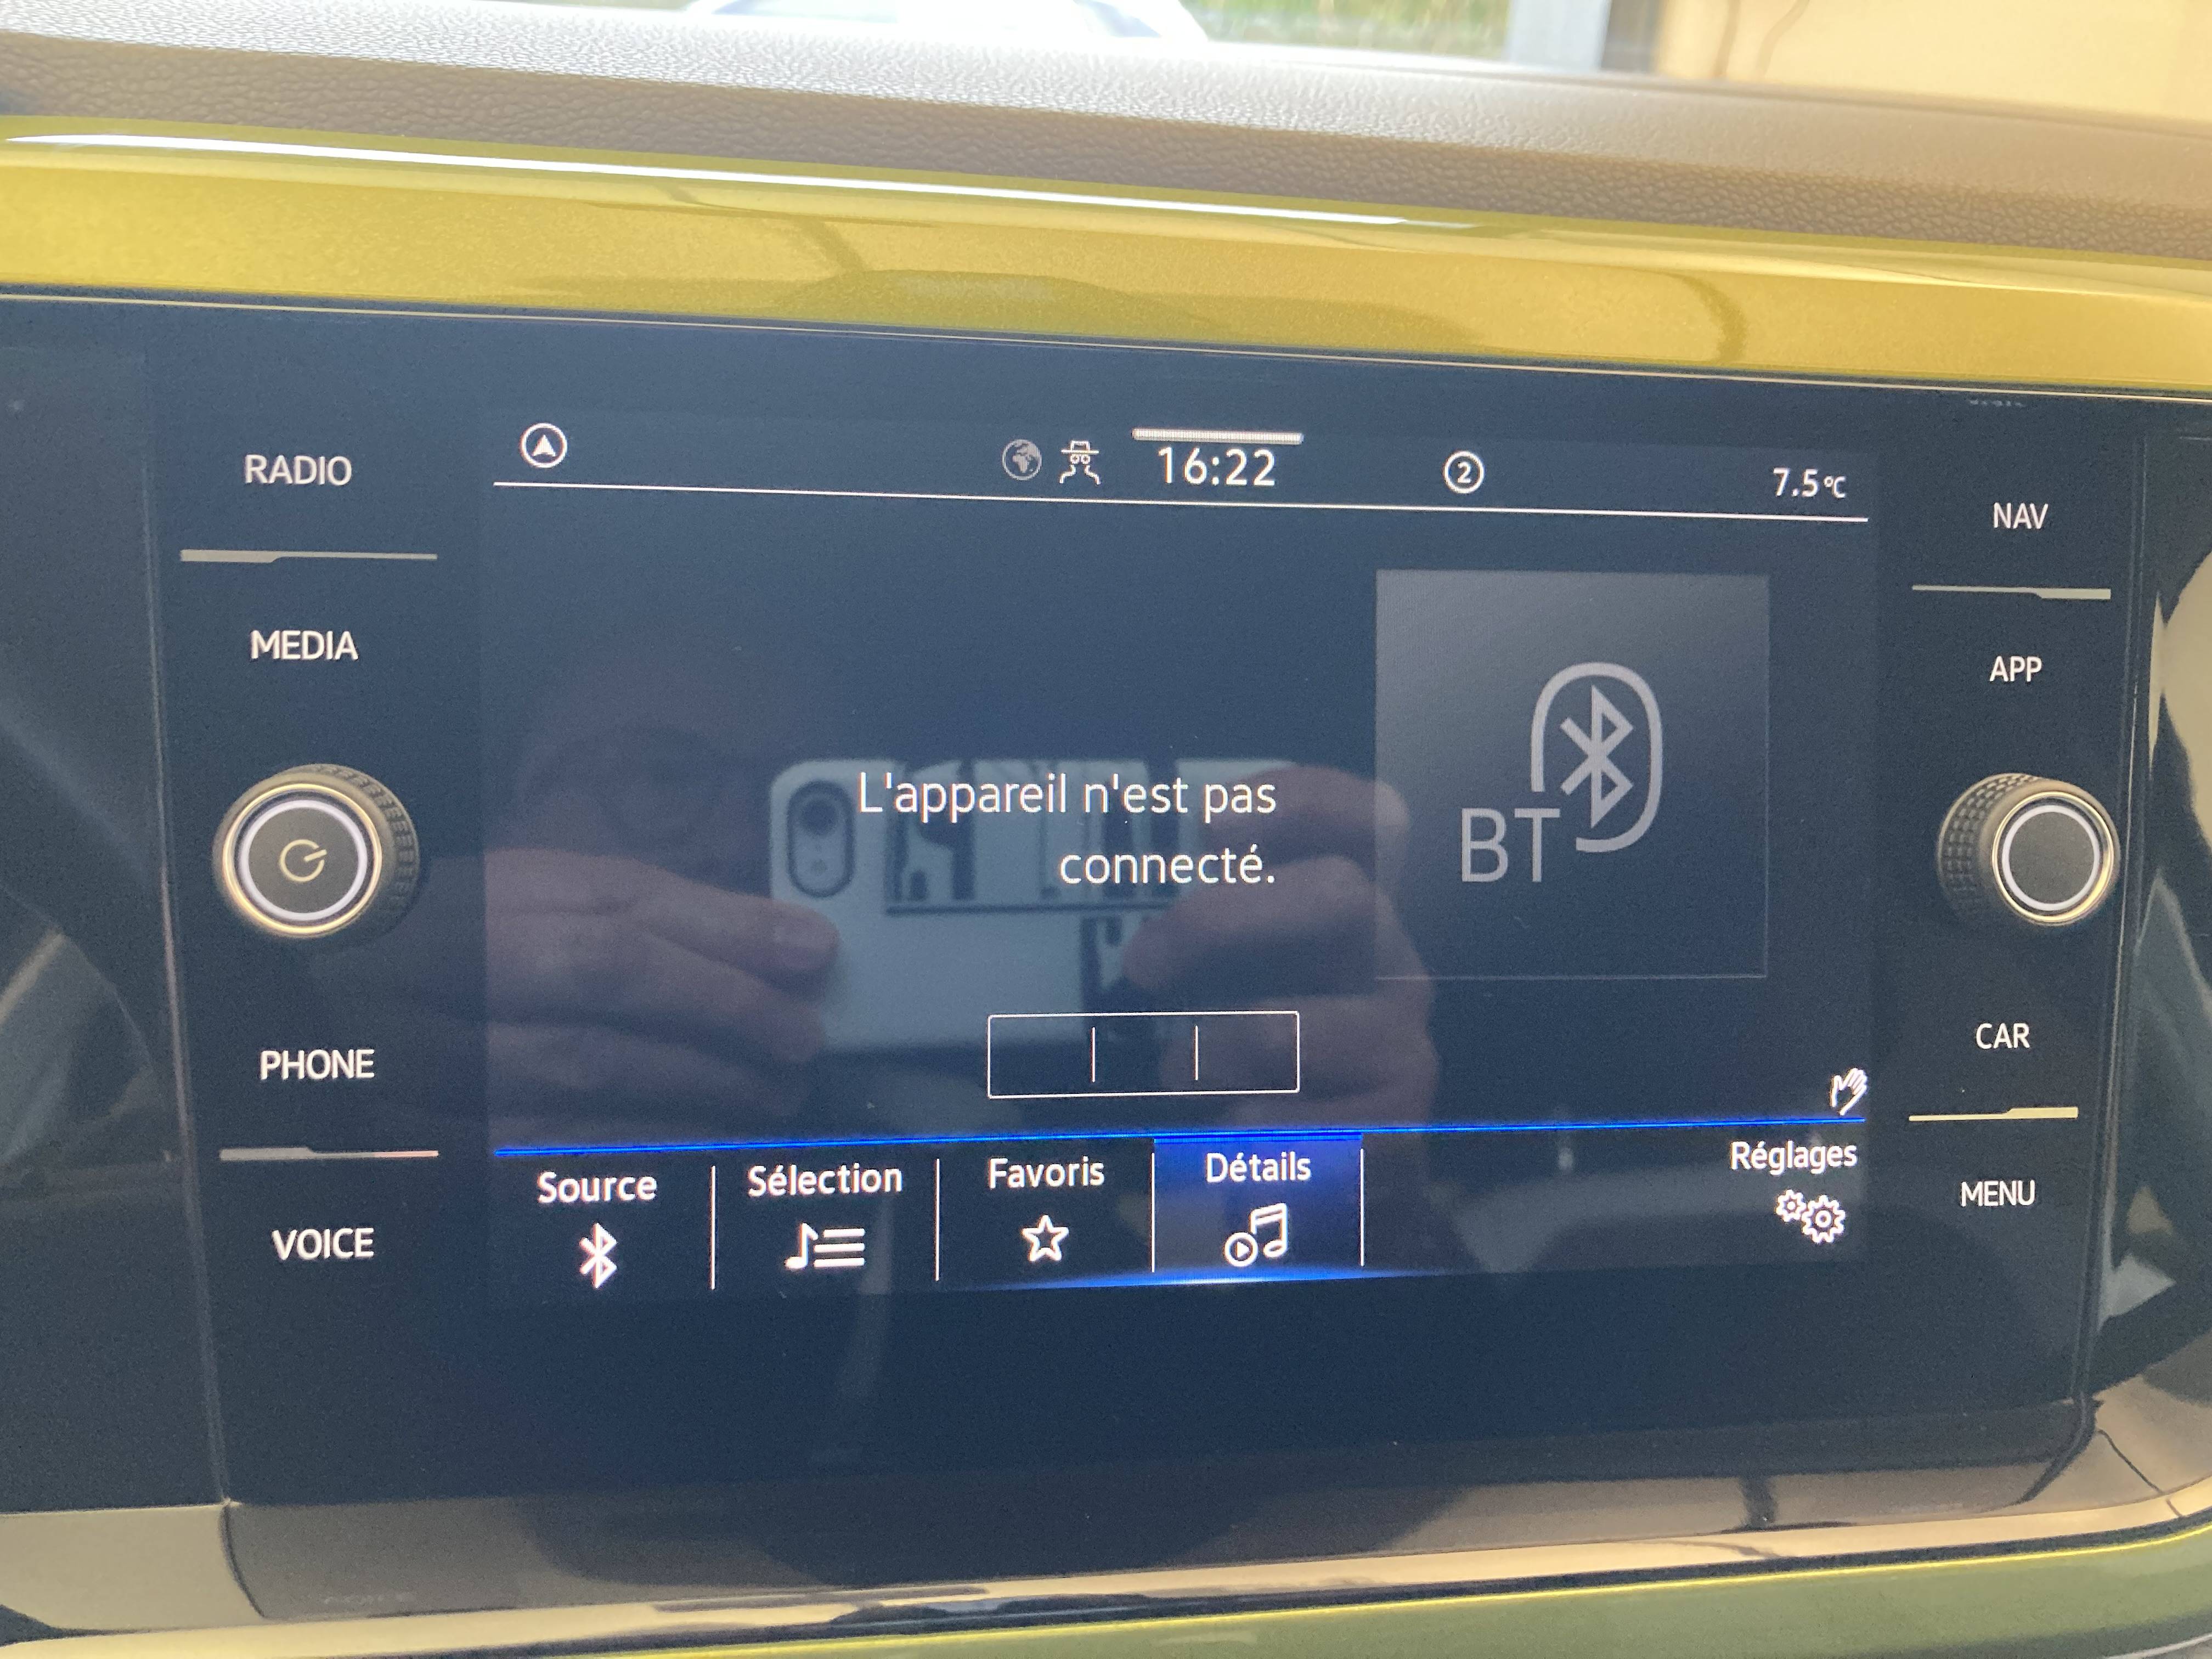 RADIO
MEDIA
PHONE
VOICE
16:22
2
7.5°C
L'appareil n'est pas
connecté.
BT
Source
Sélection
Favoris
Détails
Réglages
NAV
APP
CAR
MENU